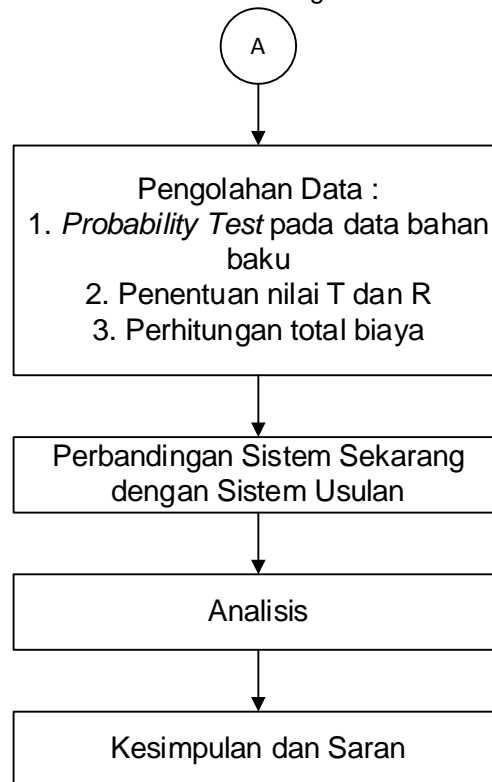 A
Pengolahan Data :
1. Probability Test pada data bahan
baku
2. Penentuan nilai T dan R
3. Perhitungan total biaya
Perbandingan Sistem Sekarang
dengan Sistem Usulan
Analisis
Kesimpulan dan Saran